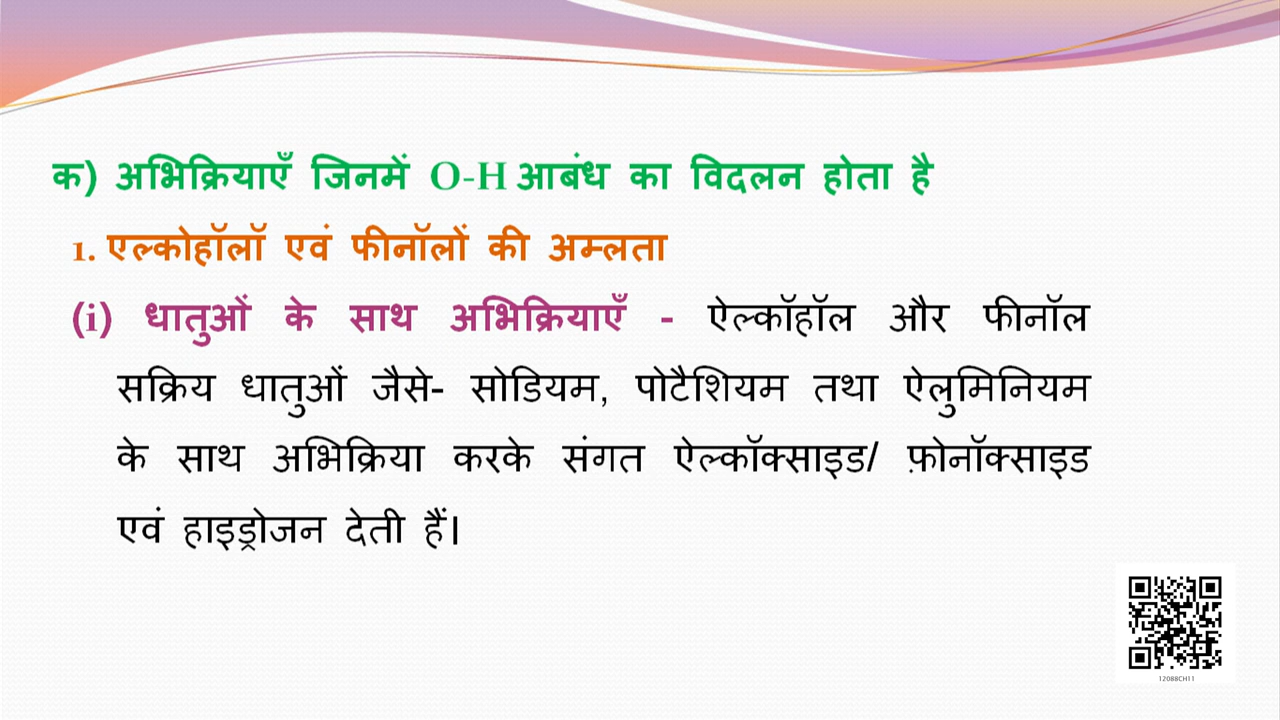 क) अभिक्रियाएँ जिनमें O-H आबंध का विदलन होता है
1. एल्कोहॉलॉ एवं फीनॉलों की अम्लता
(i) धातुओं के साथ अभिक्रियाएँ - ऐल्कॉहॉल और फीनॉल
सक्रिय धातुओं जैसे- सोडियम, पोटैशियम तथा ऐलुमिनियम
के साथ अभिक्रिया करके संगत ऐल्कॉक्साइड/ फ़ोनॉक्साइड
एवं हाइड्रोजन देती हैं।
12088CH11